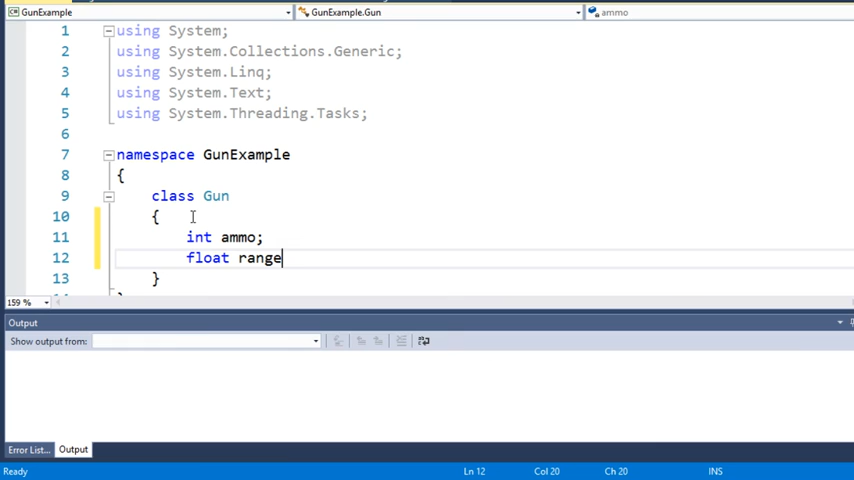 GunExample GunExample.Gun ammo
1 using System;
2 using System.Collections.Generic;
3 using System.Linq;
4 using System.Text;
5 using System.Threading.Tasks;
6
7 namespace GunExample
8 {
9 class Gun
10 {
11 int ammo;
12 float range
13 }
159 %
Output
Show output from:
Error List... Output
Ready Ln 12 Col 20 Ch 20 INS